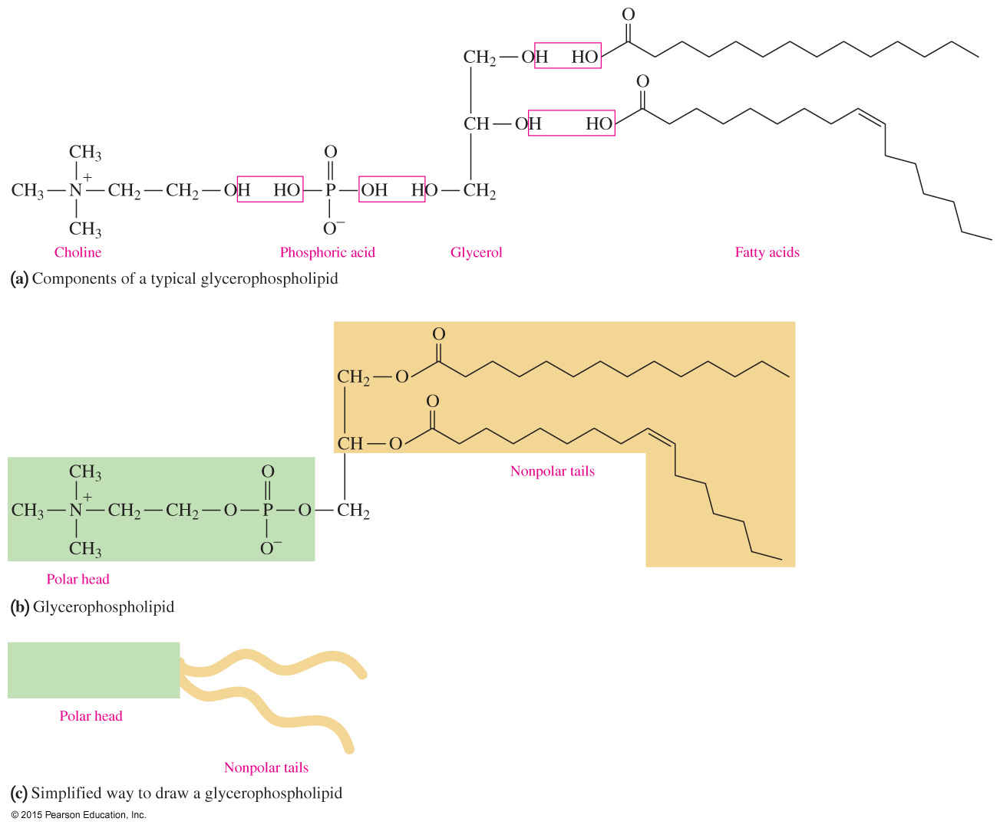 O
CH2—OH HO
O
CH—OH HO
CH3 O
CH3—N+—CH2—CH2—OH HO—P—OH HO—CH2
CH3 O−
Choline Phosphoric acid Glycerol Fatty acids
(a) Components of a typical glycerophospholipid
O
CH2—O
O
CH—O
CH3 O
Nonpolar tails
CH3—N+—CH2—CH2—O—P—O—CH2
CH3 O−
Polar head
(b) Glycerophospholipid
Polar head
Nonpolar tails
(c) Simplified way to draw a glycerophospholipid
© 2015 Pearson Education, Inc.